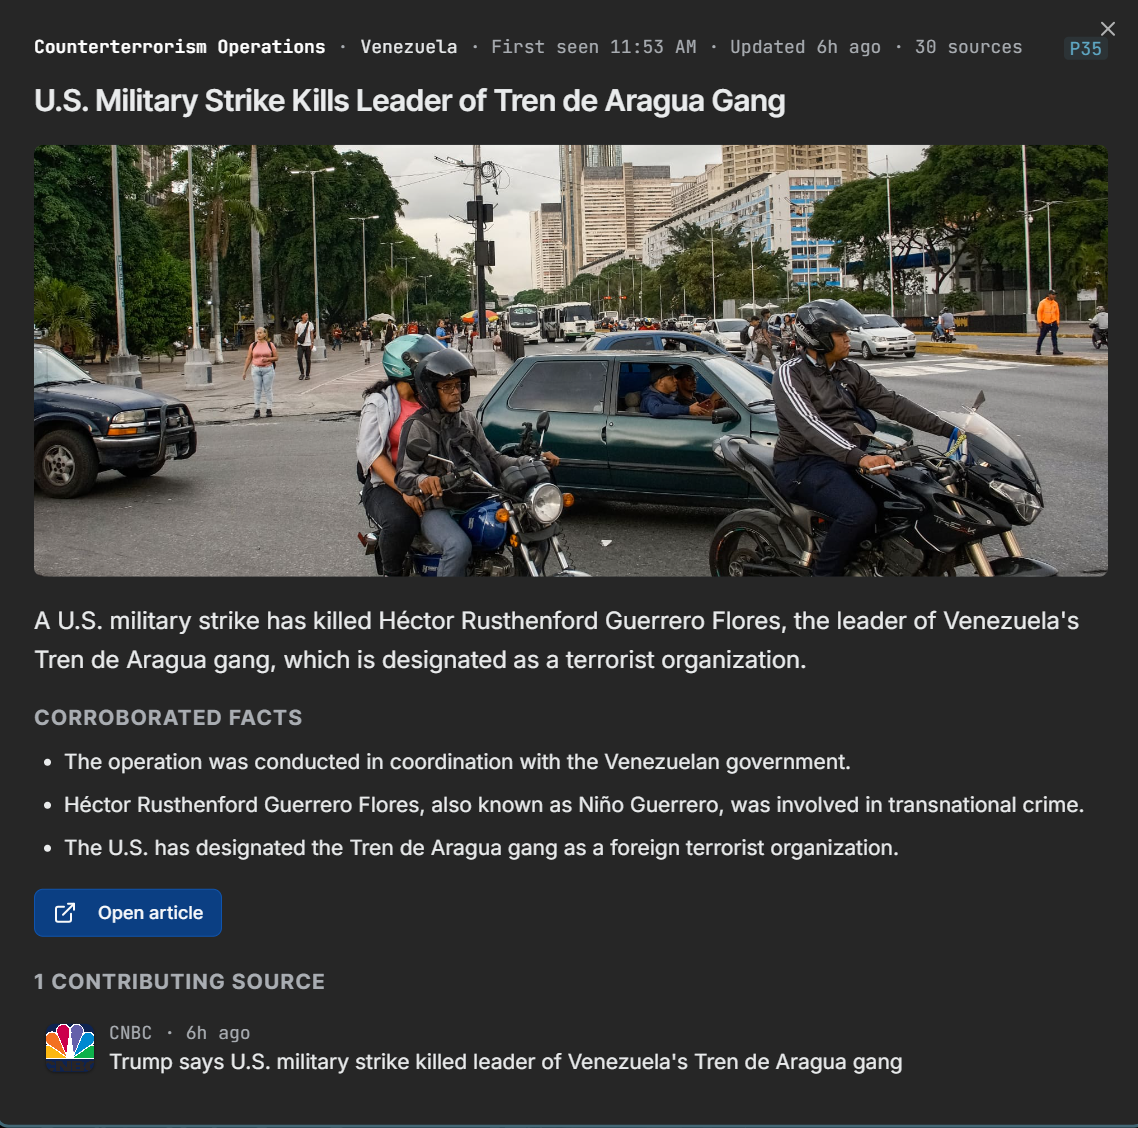 Counterterrorism Operations · Venezuela · First seen 11:53 AM · Updated 6h ago · 30 sources P35
U.S. Military Strike Kills Leader of Tren de Aragua Gang
A U.S. military strike has killed Héctor Rusthenford Guerrero Flores, the leader of Venezuela's
Tren de Aragua gang, which is designated as a terrorist organization.
CORROBORATED FACTS
• The operation was conducted in coordination with the Venezuelan government.
• Héctor Rusthenford Guerrero Flores, also known as Niño Guerrero, was involved in transnational crime.
• The U.S. has designated the Tren de Aragua gang as a foreign terrorist organization.
Open article
1 CONTRIBUTING SOURCE
CNBC · 6h ago
Trump says U.S. military strike killed leader of Venezuela's Tren de Aragua gang